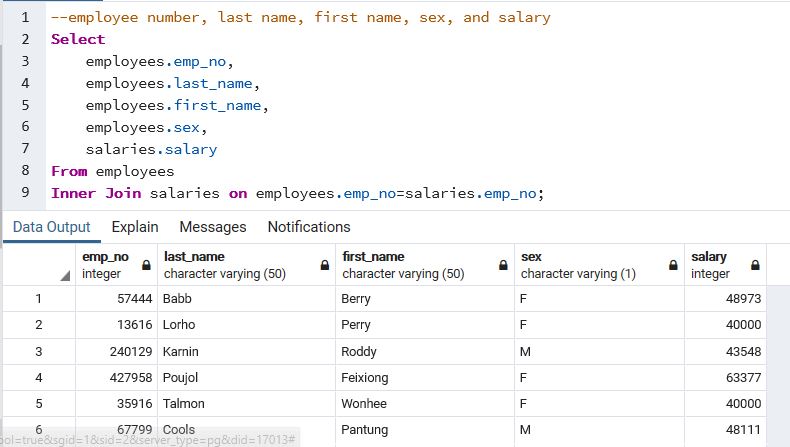 1 --employee number, last name, first name, sex, and salary
2 Select
3 employees.emp_no,
4 employees.last_name,
5 employees.first_name,
6 employees.sex,
7 salaries.salary
8 From employees
9 Inner Join salaries on employees.emp_no=salaries.emp_no;
Data Output Explain Messages Notifications
emp_no last_name first_name sex salary
integer character varying (50) character varying (50) character varying (1) integer
1 57444 Babb Berry F 48973
2 13616 Lorho Perry F 40000
3 240129 Karnin Roddy M 43548
4 427958 Poujol Feixiong F 63377
5 35916 Talmon Wonhee F 40000
6 67799 Cools Pantung M 48111
ool=true&sgid=1&sid=2&server_type=pg&did=17013#